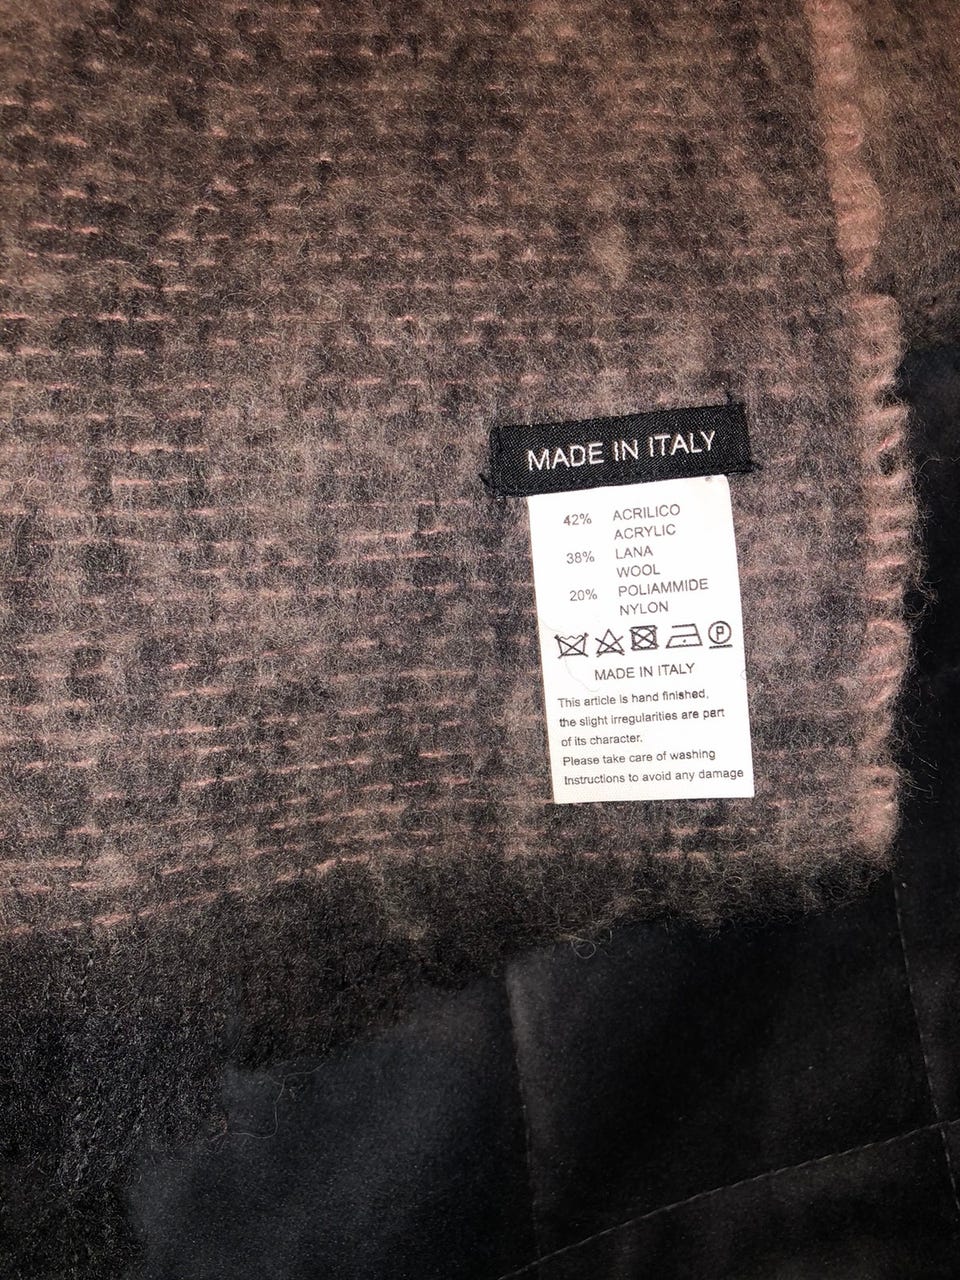 MADE IN ITALY
42% ACRILICO
ACRYLIC
38% LANA
WOOL
20% POLIAMMIDE
NYLON
P
MADE IN ITALY
This article is hand finished,
the slight irregularities are part
of its character.
Please take care of washing
Instructions to avoid any damage